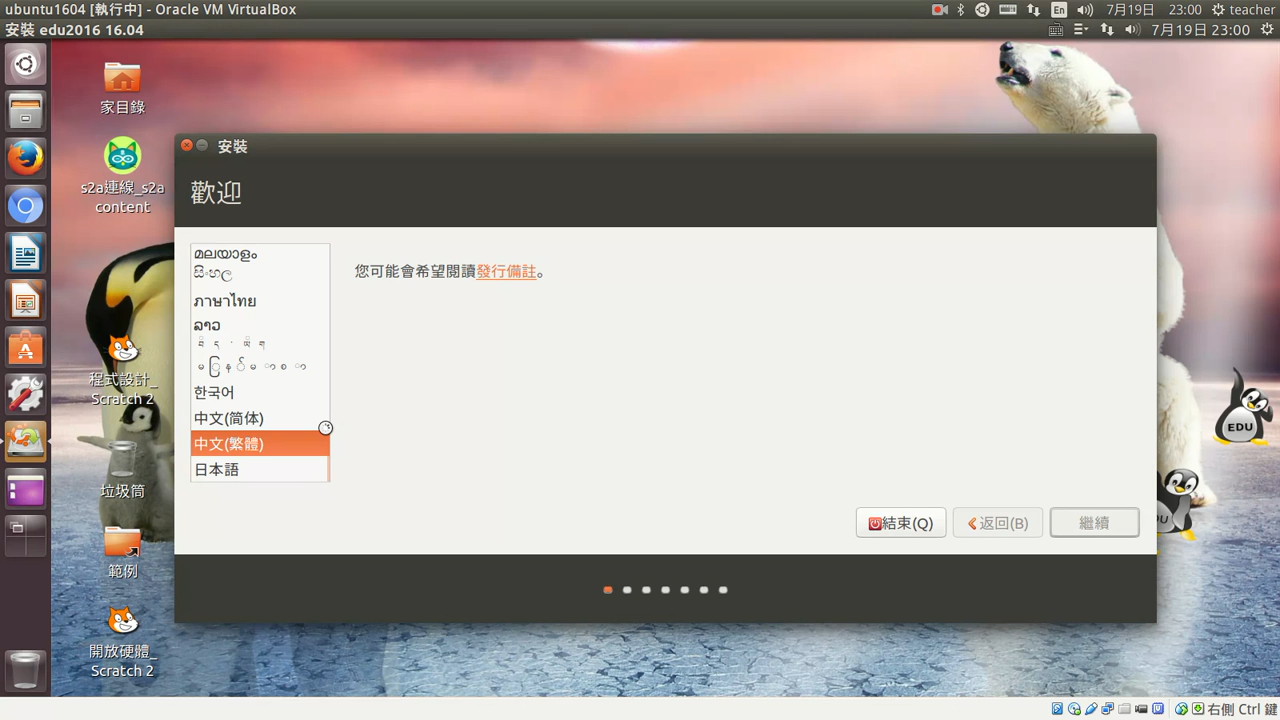 ubuntu1604 [執行中] - Oracle VM VirtualBox
En
7月19日 23:00
teacher
安裝 edu2016 16.04
7月19日 23:00
家目錄
s2a連線_s2a
content
程式設計_
Scratch 2
垃圾筒
範例
開放硬體_
Scratch 2
安裝
歡迎
മലയാളം
සිංහල
ภาษาไทย
ລາວ
한국어
中文(简体)
中文(繁體)
日本語
您可能會希望閱讀發行備註。
結束(Q)
返回(B)
繼續
EDU
右側 Ctrl 鍵